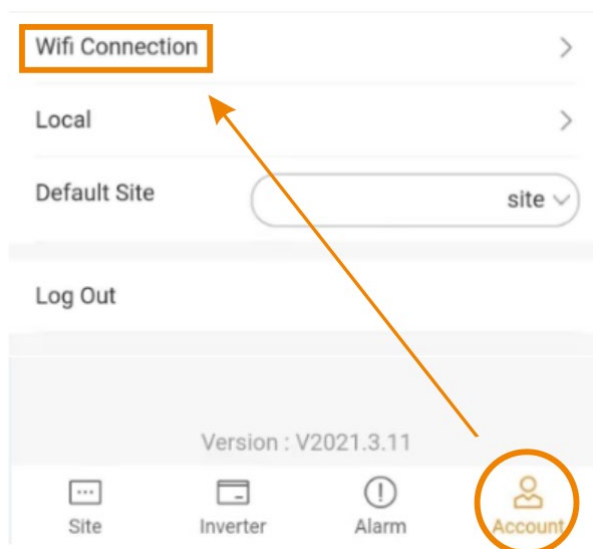 Wifi Connection
Local
Default Site
site
Log Out
Version : V2021.3.11
Site
Inverter
Alarm
Account